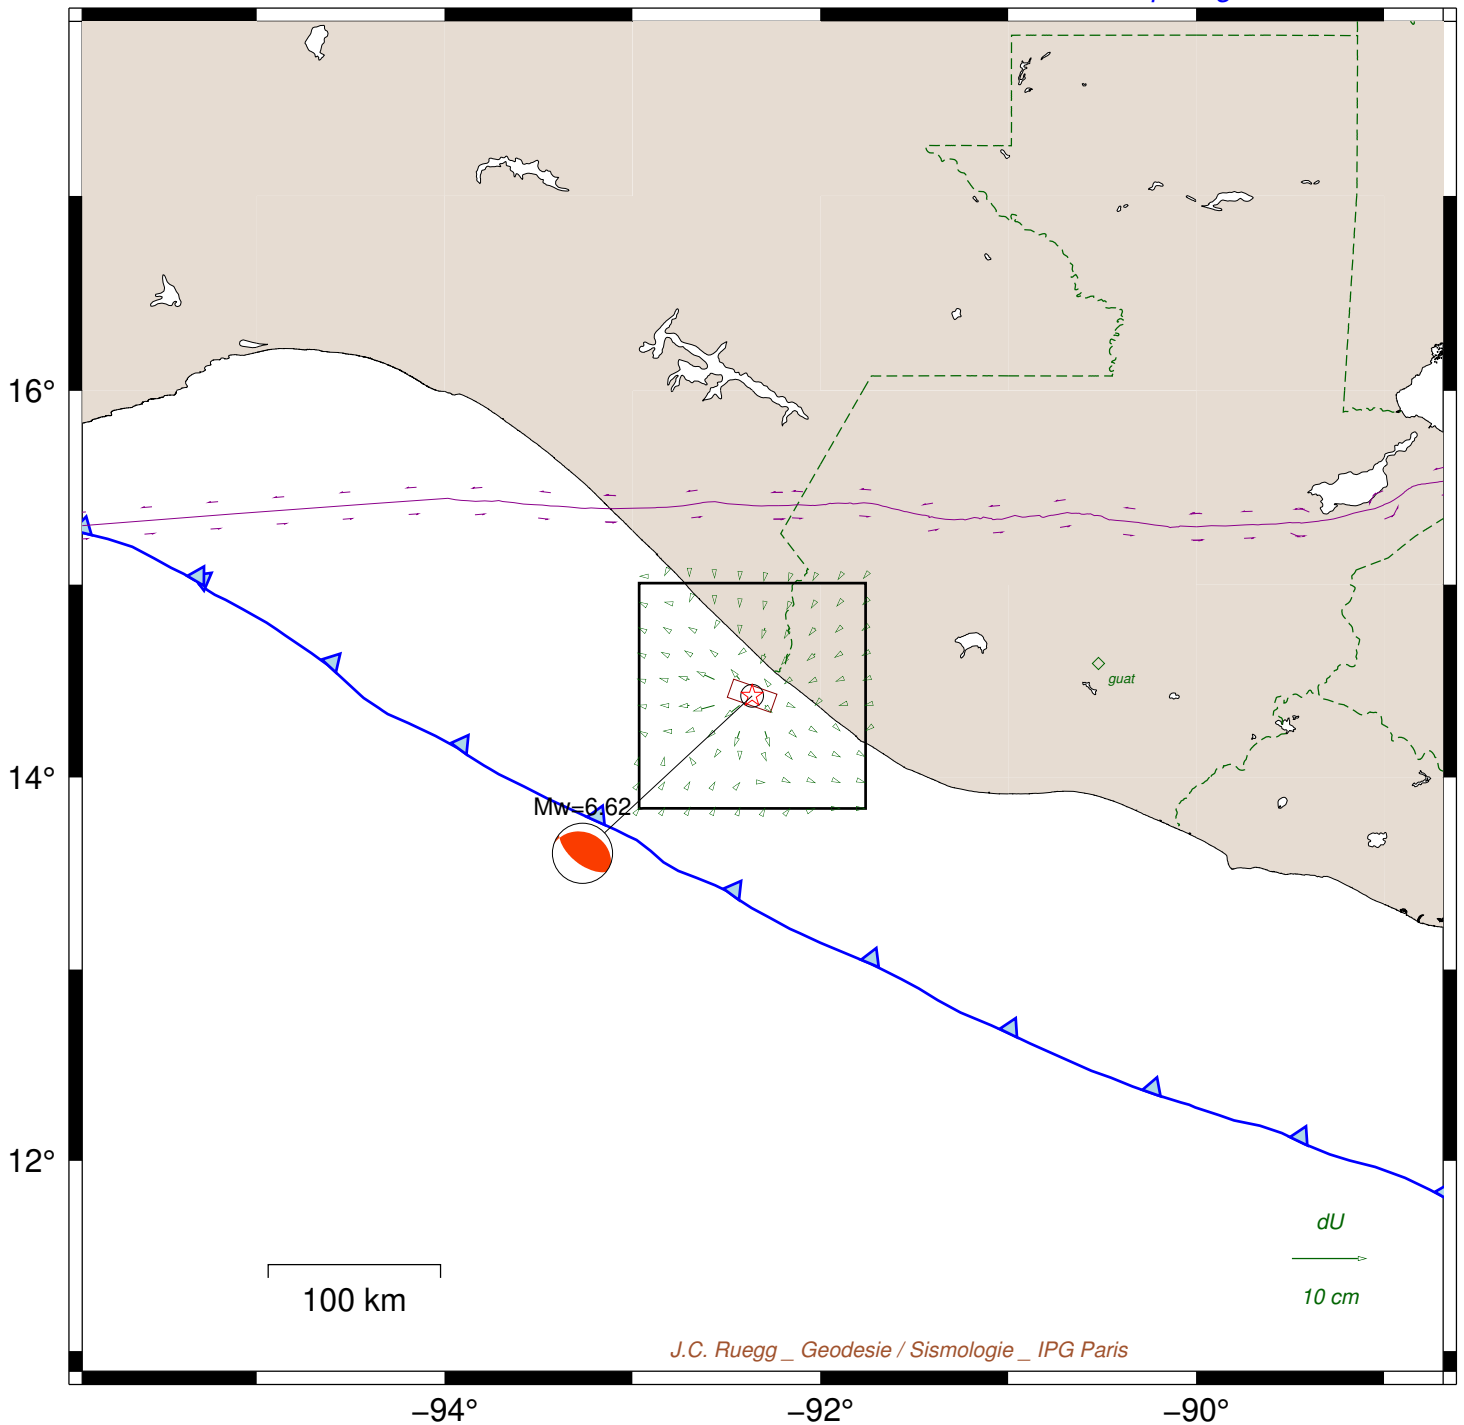 16°
guat
14°
Mw=6.62
12°
dU
10 cm
100 km
J.C. Ruegg _ Geodesie / Sismologie _ IPG Paris
−94°
−92°
−90°